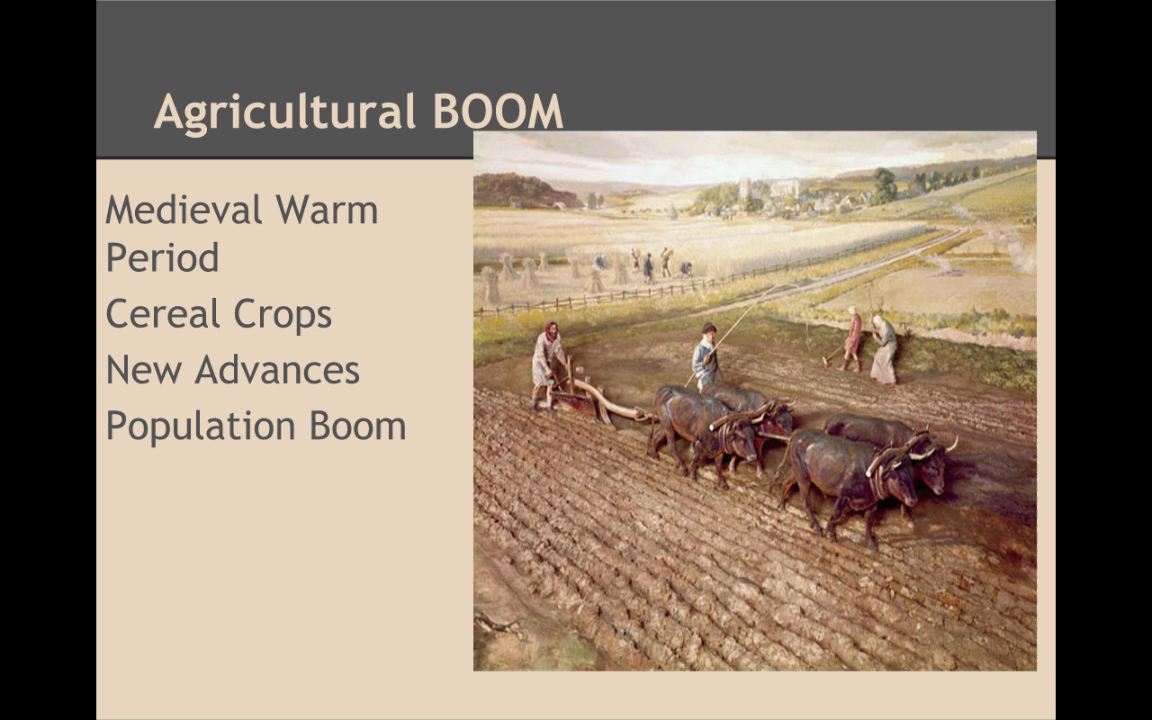 Agricultural BOOM
Medieval Warm
Period
Cereal Crops
New Advances
Population Boom